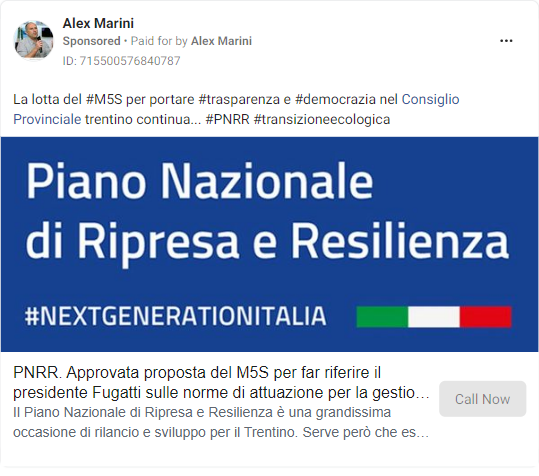 Alex Marini
Sponsored • Paid for by Alex Marini
ID: 715500576840787
La lotta del #M5S per portare #trasparenza e #democrazia nel Consiglio
Provinciale trentino continua... #PNRR #transizioneecologica
Piano Nazionale
di Ripresa e Resilienza
#NEXTGENERATIONITALIA
PNRR. Approvata proposta del M5S per far riferire il
presidente Fugatti sulle norme di attuazione per la gestio...
Call Now
Il Piano Nazionale di Ripresa e Resilienza è una grandissima
occasione di rilancio e sviluppo per il Trentino. Serve però che es...